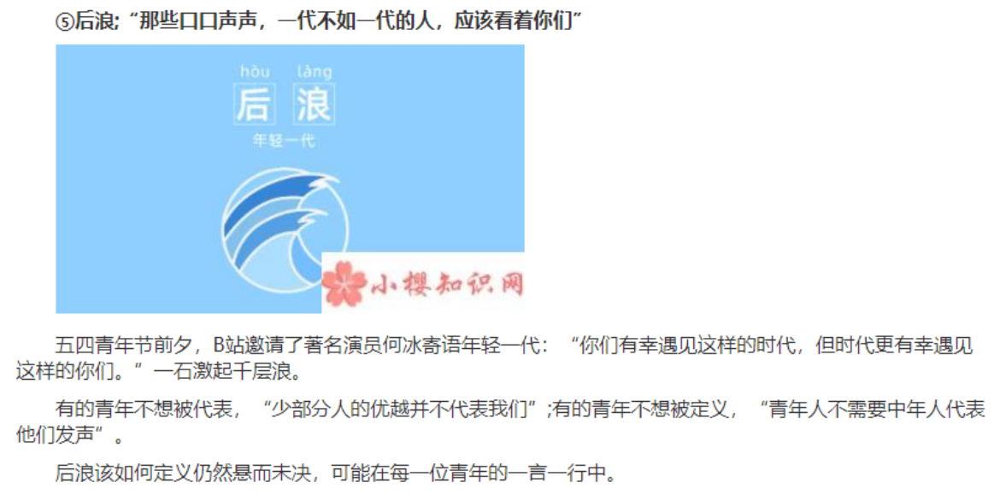 ⑤后浪;“那些口口声声，一代不如一代的人，应该看着你们”
hòu làng
后浪
年轻一代
小樱知识网
五四青年节前夕，B站邀请了著名演员何冰寄语年轻一代：“你们有幸遇见这样的时代，但时代更有幸遇见
这样的你们。”一石激起千层浪。
有的青年不想被代表，“少部分人的优越并不代表我们”;有的青年不想被定义，“青年人不需要中年人代表
他们发声”。
后浪该如何定义仍然悬而未决，可能在每一位青年的一言一行中。